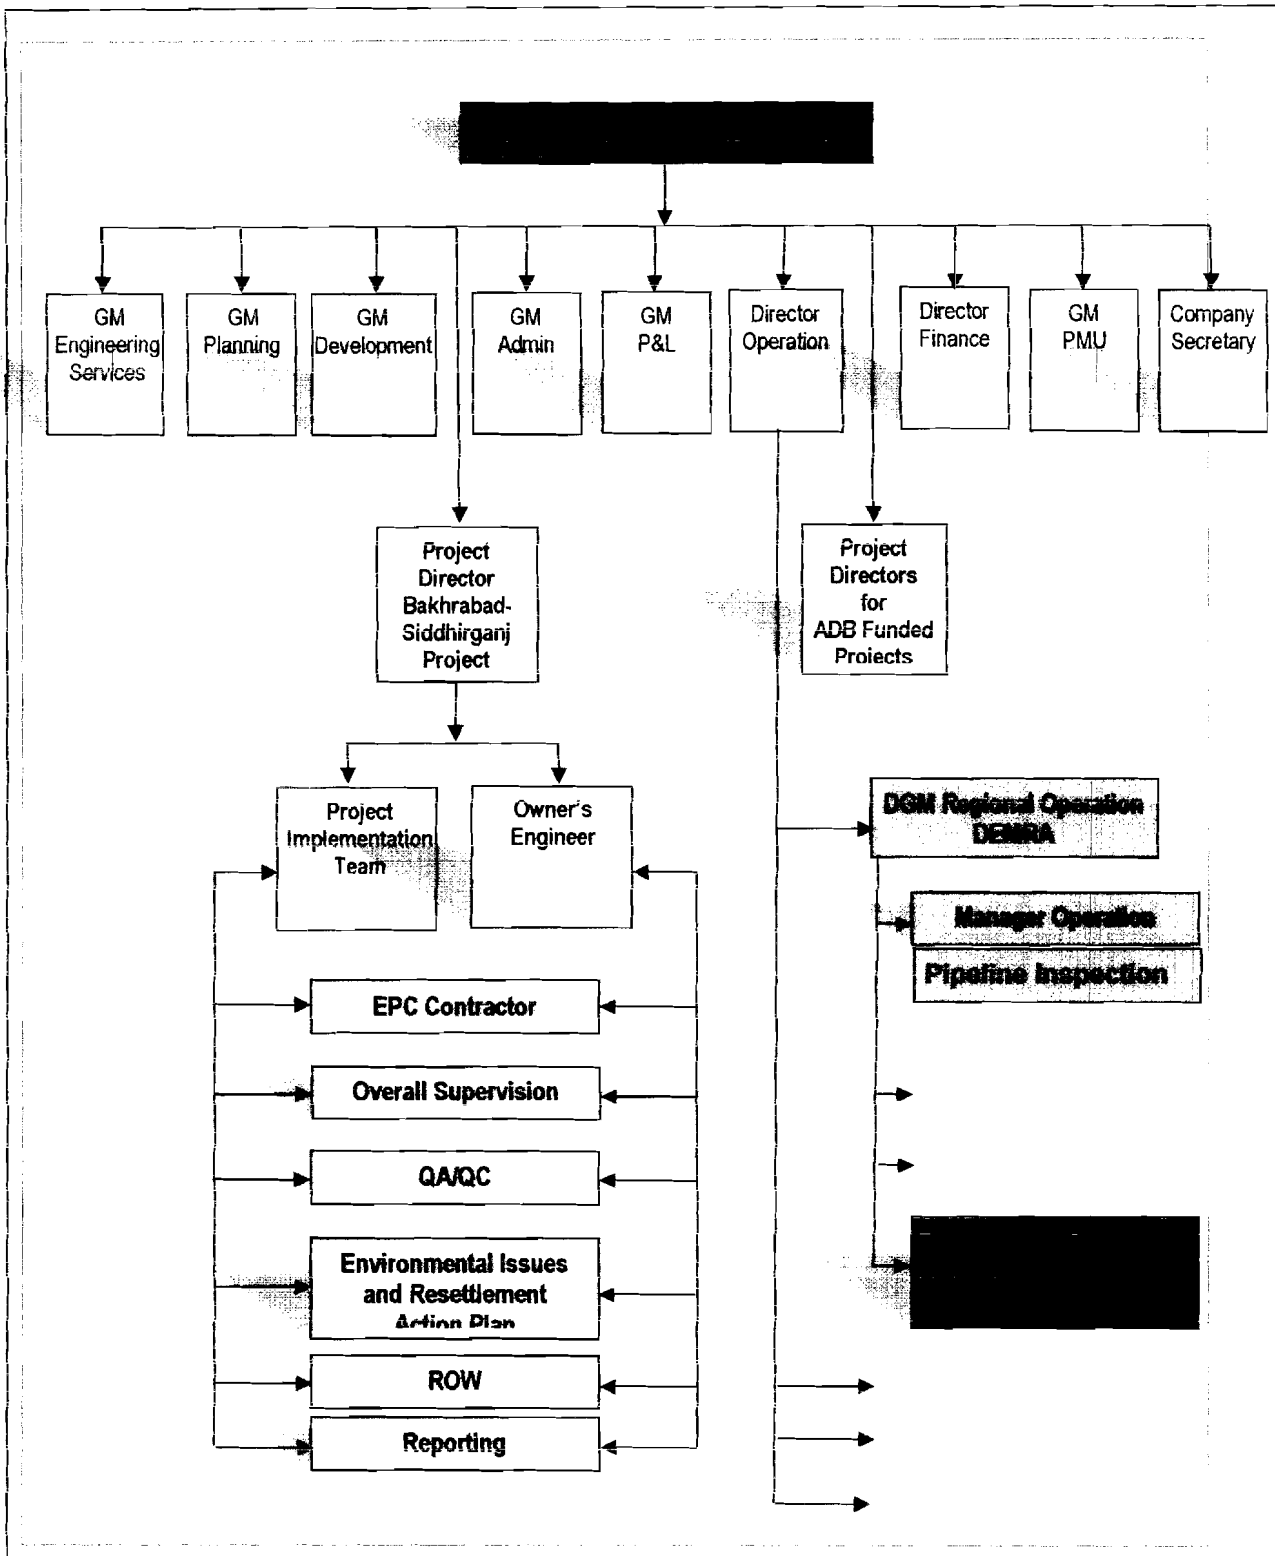 GM
Engineering
Services
GM
Planning
GM
Development
GM
Admin
GM
P&L
Director
Operation
Director
Finance
GM
PMU
Company
Secretary
Project
Director
Bakhrabad-
Siddhirganj
Project
Project
Directors
for
ADB Funded
Projects
Project
Implementation
Team
Owner's
Engineer
DGM Regional Operation
DEMRA
Manager Operation
Pipeline Inspection
EPC Contractor
Overall Supervision
QA/QC
Environmental Issues
and Resettlement
Action Plan
ROW
Reporting